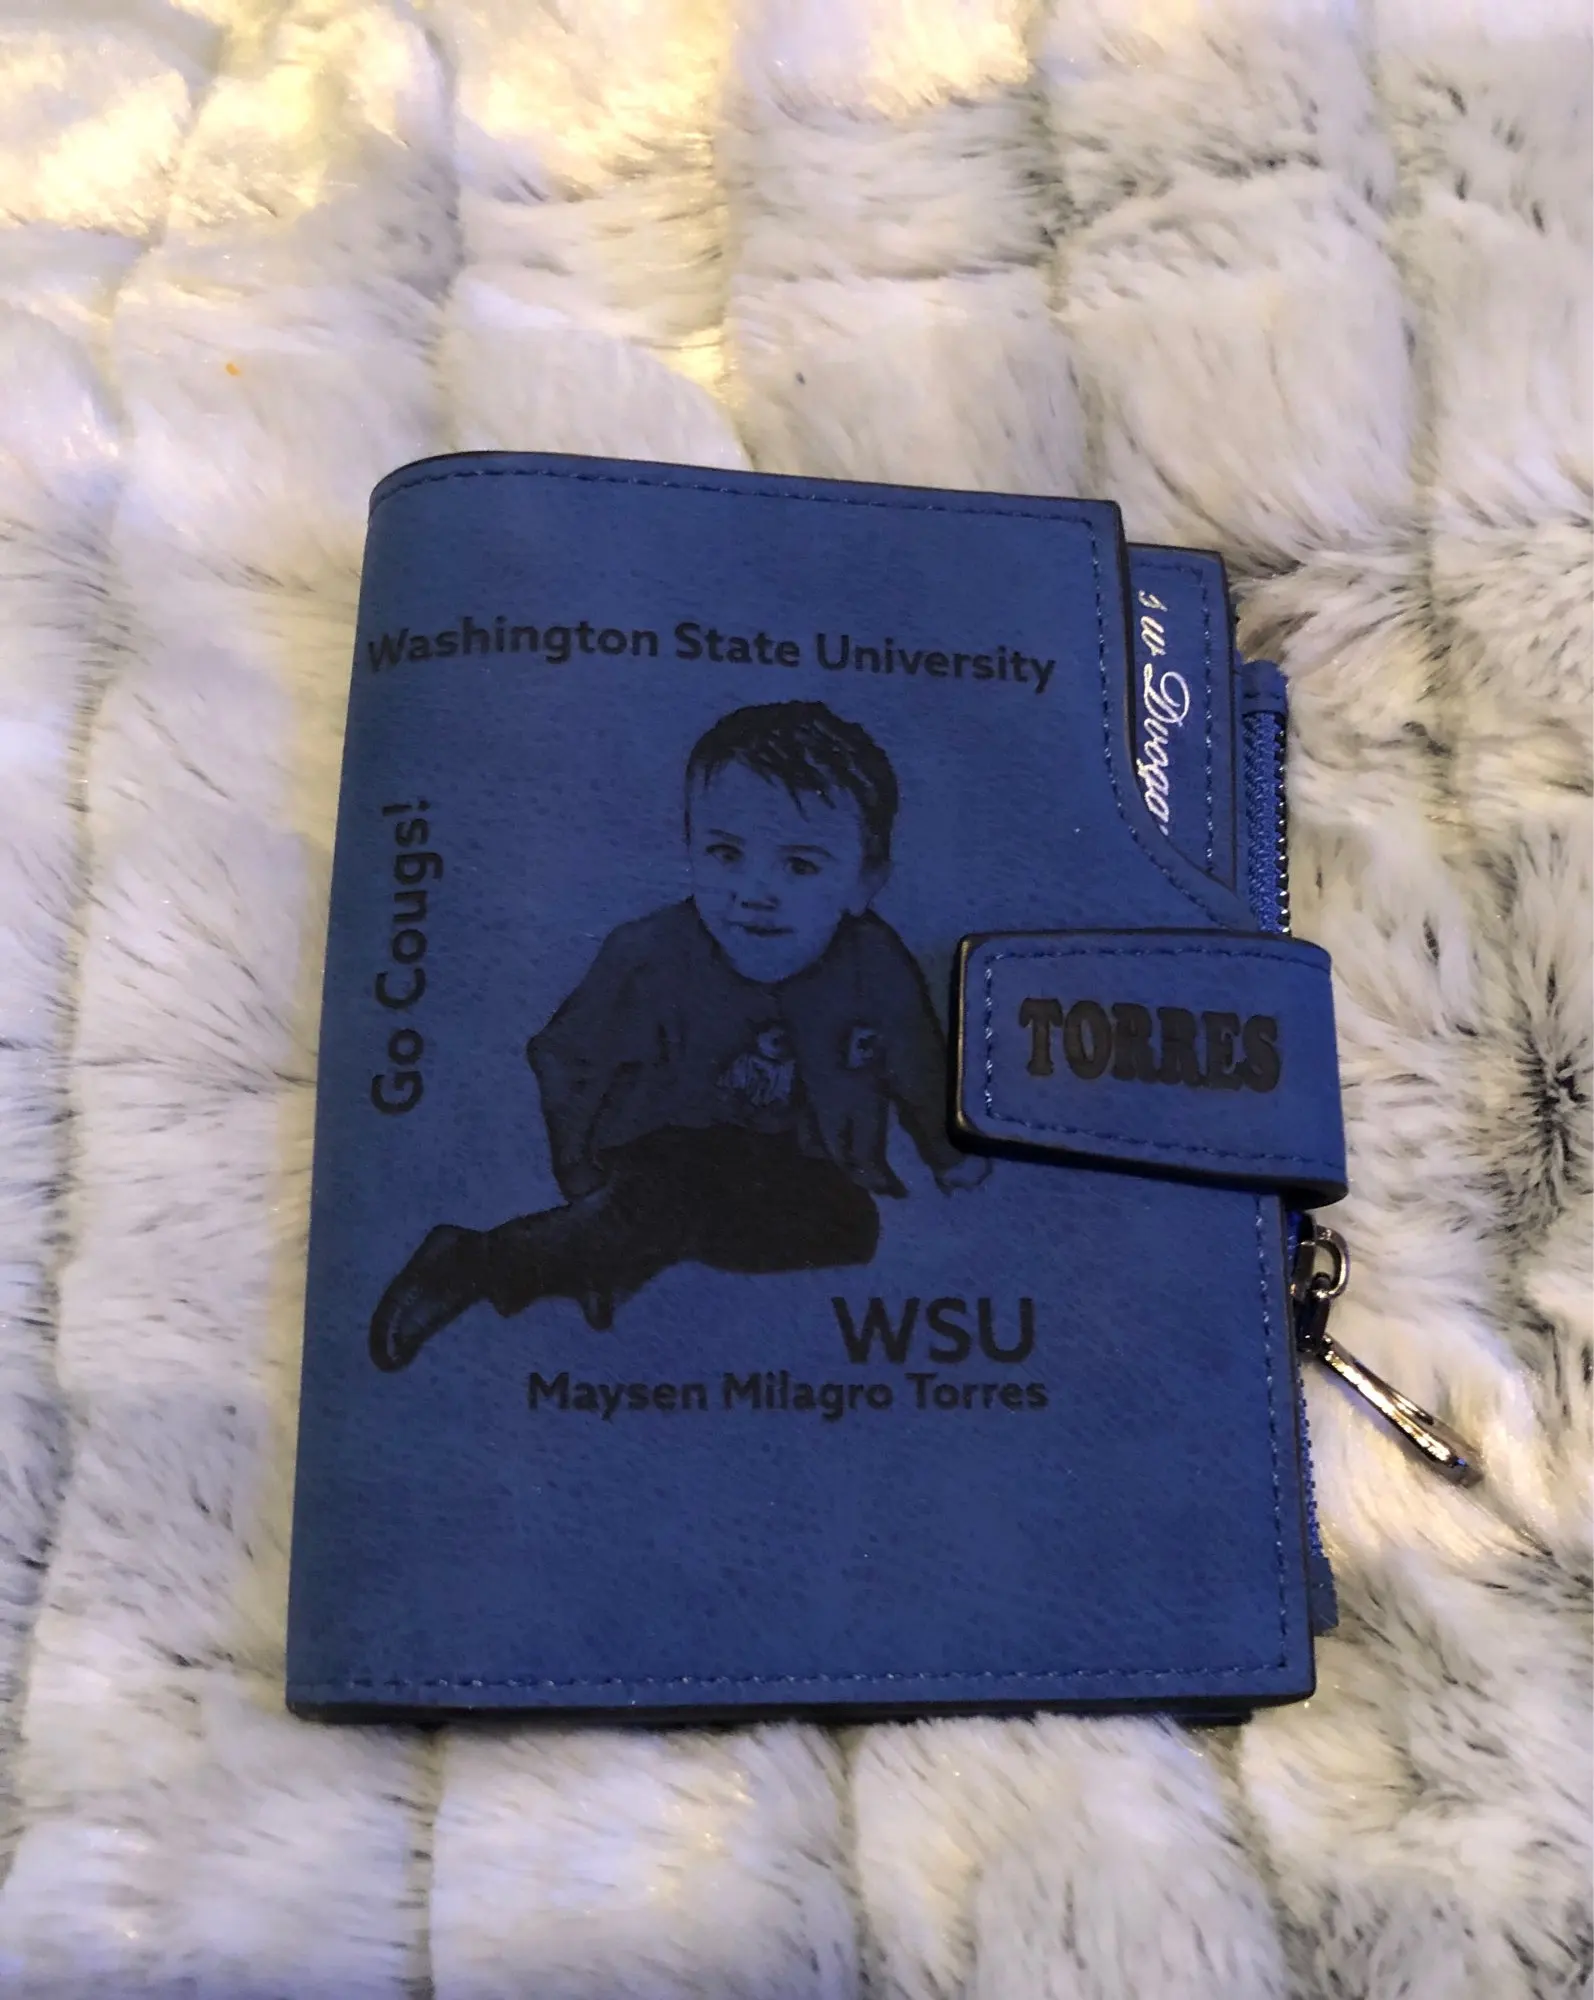 Washington State University
Go Cougs!
TORRES
WSU
Maysen Milagro Torres